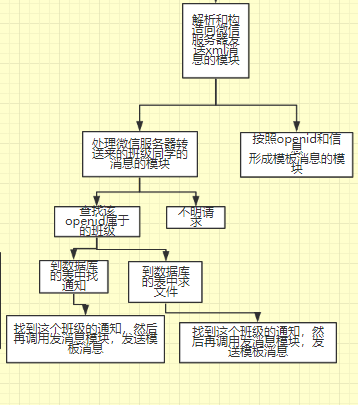 解析和构
造向微信
服务器发
送xml消
息的模块
处理微信服务器转
送来的班级同学的
消息的模块
按照openid和信
息
形成模板消息的模
块
查找该
openid属于
的班级
不明请
求
到数据库
的表中找
通知
到数据库
的表中求
文件
找到这个班级的通知，然后
再调用发消息模块，发送模
板消息
找到这个班级的通知，然
后再调用发消息模块，发
送模板消息